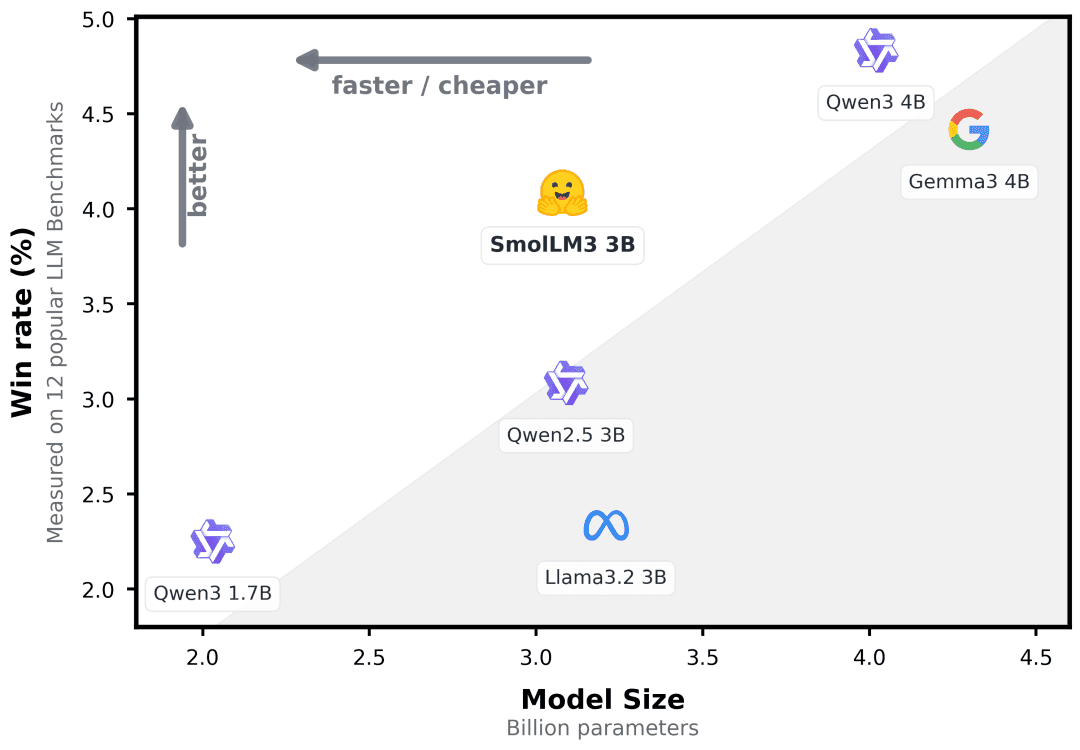 5.0
4.5
4.0
3.5
3.0
2.5
2.0
Win rate (%)
Measured on 12 popular LLM Benchmarks
faster / cheaper
better
Qwen3 4B
Gemma3 4B
SmolLM3 3B
Qwen2.5 3B
Llama3.2 3B
Qwen3 1.7B
2.0 2.5 3.0 3.5 4.0 4.5
Model Size
Billion parameters